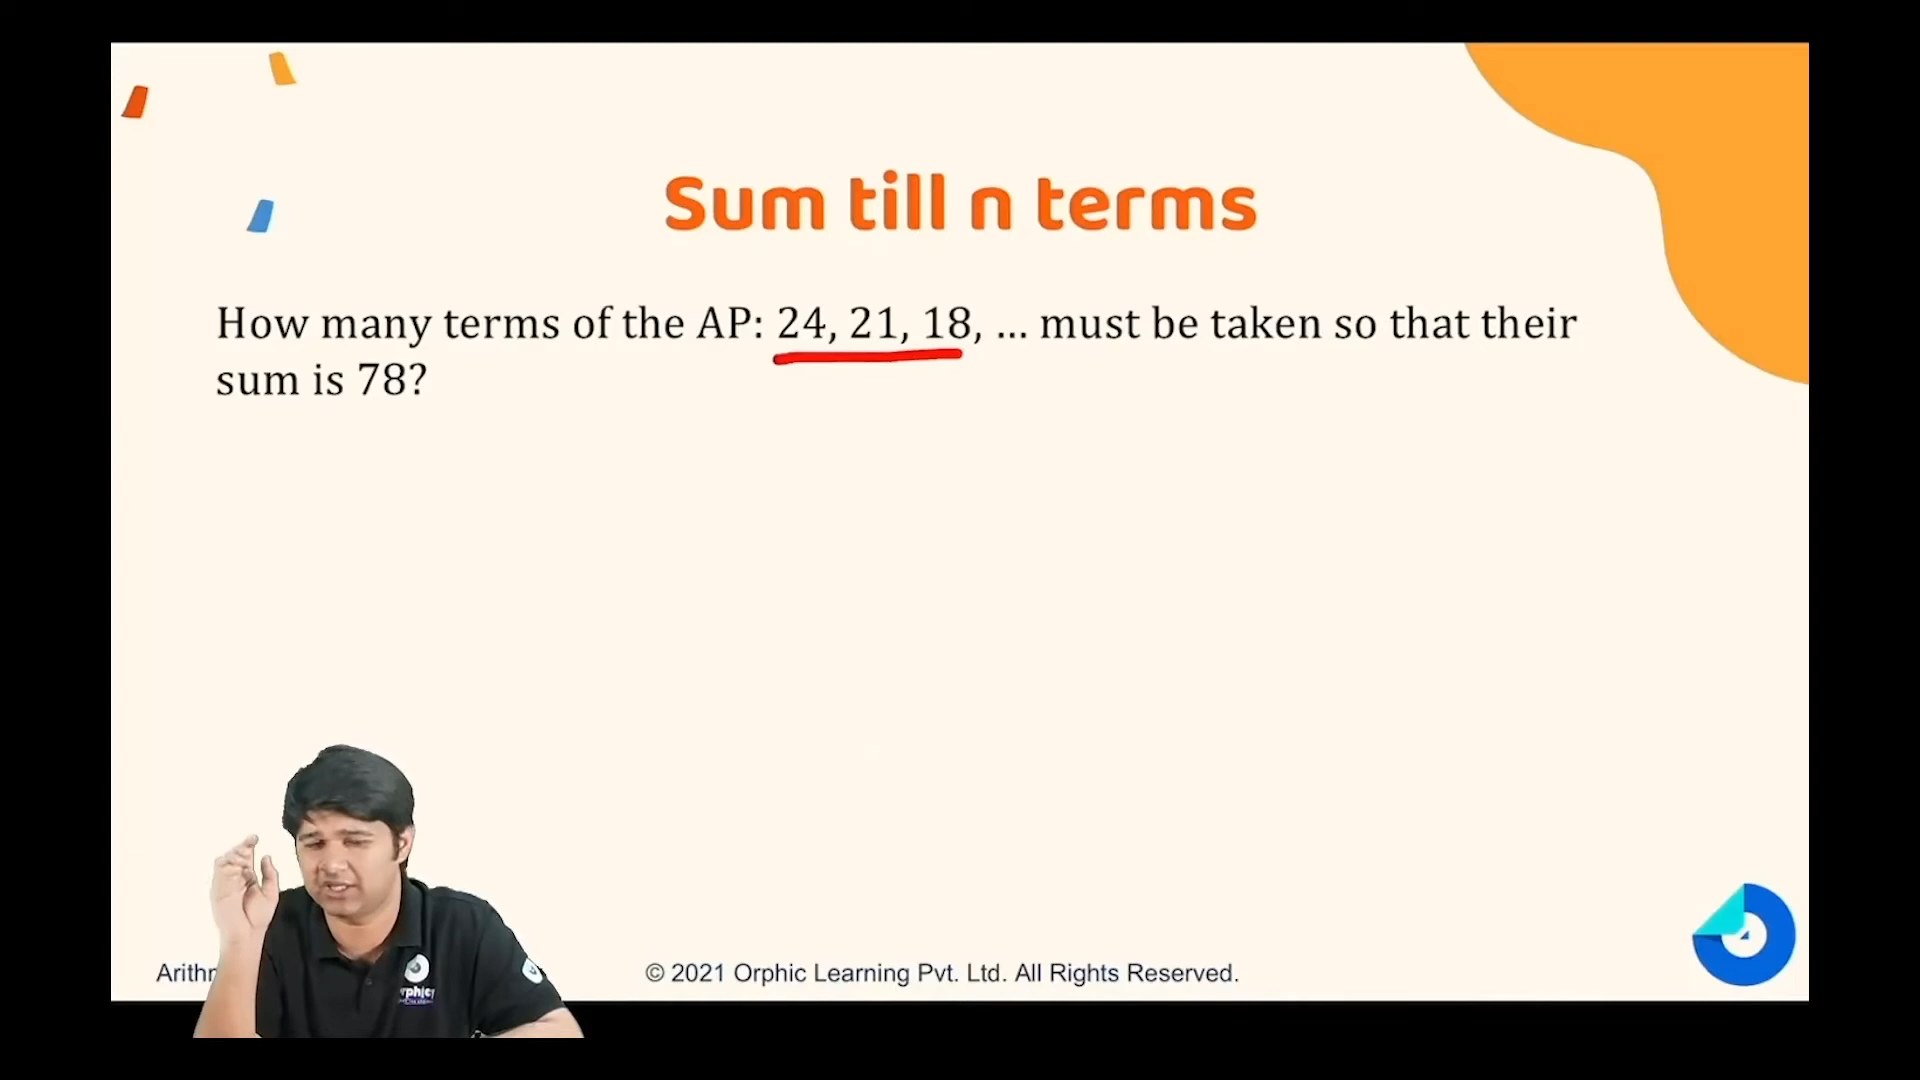 Sum till n terms
How many terms of the AP: 24, 21, 18, ... must be taken so that their
sum is 78?
© 2021 Orphic Learning Pvt. Ltd. All Rights Reserved.